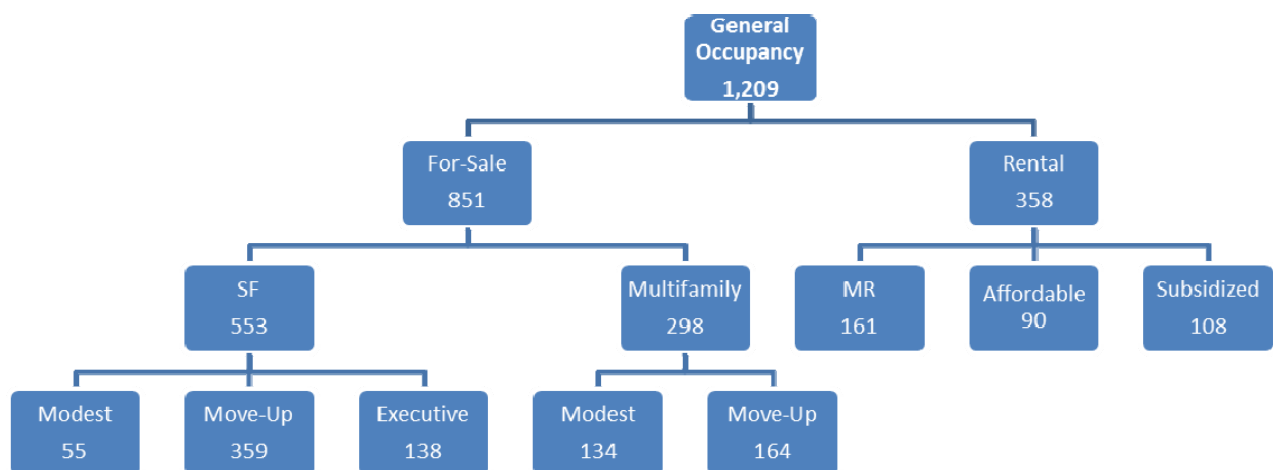 General
Occupancy
1,209
For-Sale
851
Rental
358
SF
553
Multifamily
298
MR
161
Affordable
90
Subsidized
108
Modest
55
Move-Up
359
Executive
138
Modest
134
Move-Up
164